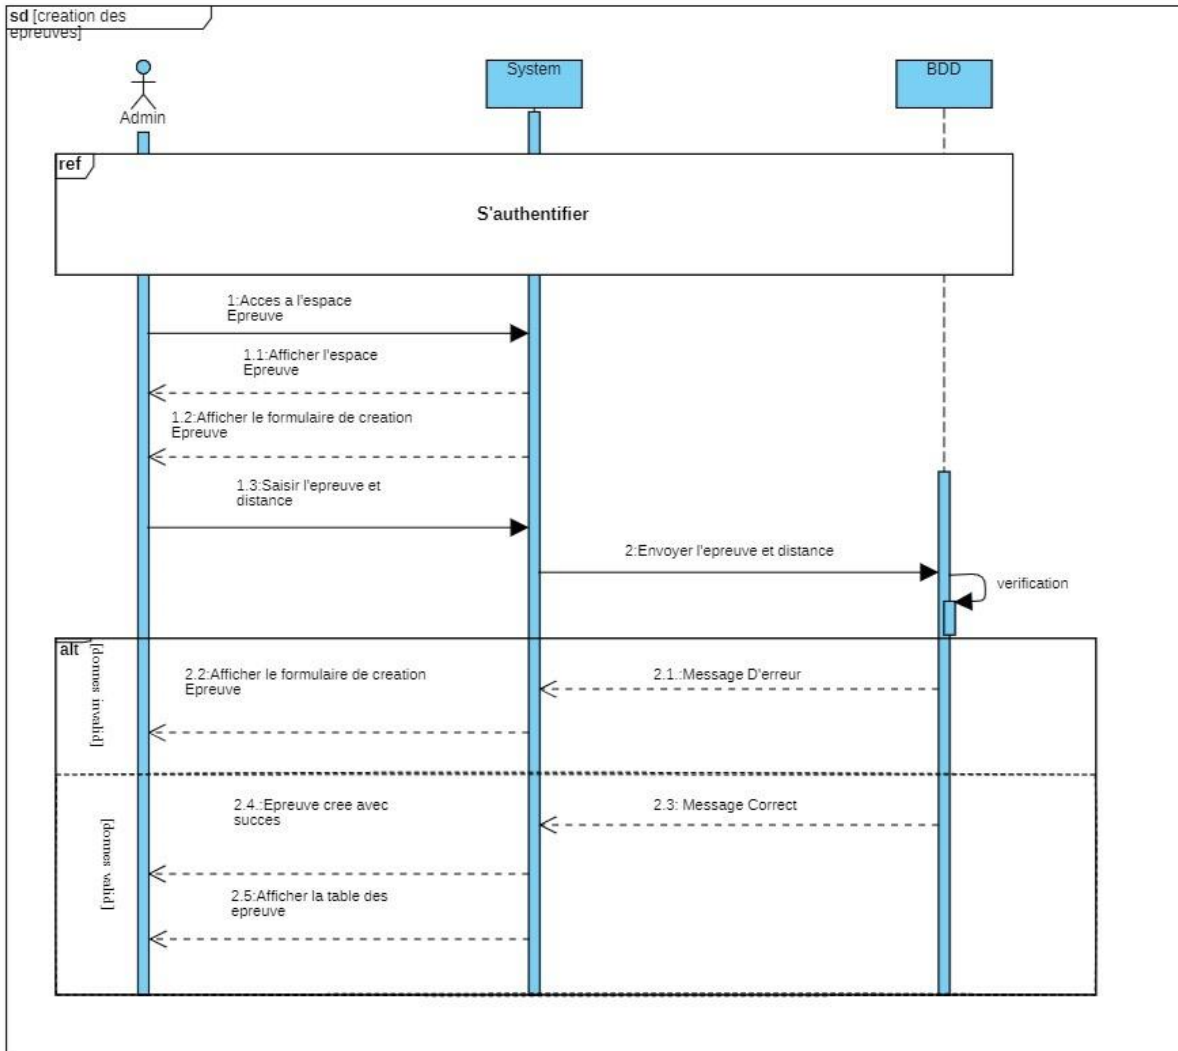 sd [creation des
epreuves]
Admin
System
BDD
ref
S'authentifier
1:Acces a l'espace
Epreuve
1.1:Afficher l'espace
Epreuve
1.2:Afficher le formulaire de creation
Epreuve
1.3:Saisir l'epreuve et
distance
2:Envoyer l'epreuve et distance
verification
alt
[donnes invalid]
2.2:Afficher le formulaire de creation
Epreuve
2.1.:Message D'erreur
[donnes valid]
2.4.:Epreuve cree avec
succes
2.3: Message Correct
2.5:Afficher la table des
epreuve